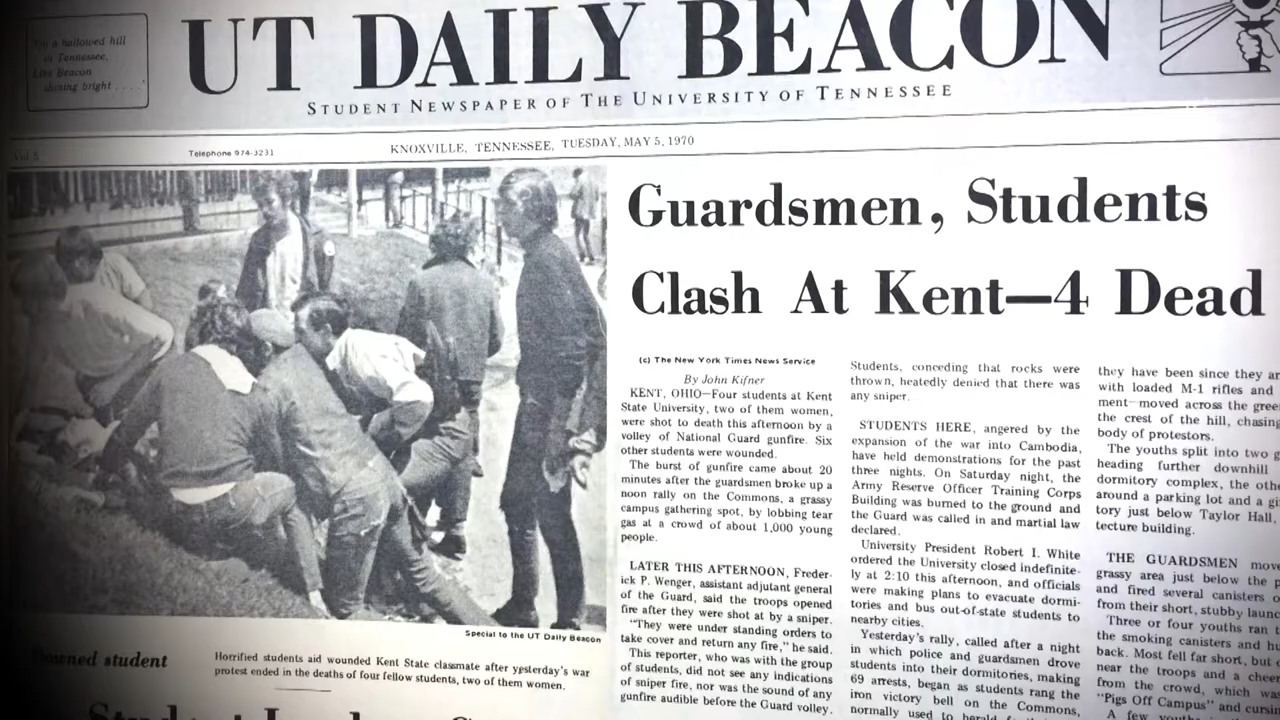 On a hallowed hill
in Tennessee,
Like Beacon
shining bright . . . .
UT DAILY BEACON
STUDENT NEWSPAPER OF THE UNIVERSITY OF TENNESSEE
Vol 5
Telephone 974-3231
KNOXVILLE, TENNESSEE, TUESDAY, MAY 5, 1970
Guardsmen, Students
Clash At Kent—4 Dead
Special to the UT Daily Beacon
student
Horrified students aid wounded Kent State classmate after yesterday's war
protest ended in the deaths of four fellow students, two of them women.
(c) The New York Times News Service
By John Kifner
KENT, OHIO—Four students at Kent
State University, two of them women,
were shot to death this afternoon by a
volley of National Guard gunfire. Six
other students were wounded.
The burst of gunfire came about 20
minutes after the guardsmen broke up a
noon rally on the Commons, a grassy
campus gathering spot, by lobbing tear
gas at a crowd of about 1,000 young
people.
LATER THIS AFTERNOON, Freder-
ick P. Wenger, assistant adjutant general
of the Guard, said the troops opened
fire after they were shot at by a sniper.
"They were under standing orders to
take cover and return any fire," he said.
This reporter, who was with the group
of students, did not see any indications
of sniper fire, nor was the sound of any
gunfire audible before the Guard volley.
Students, conceding that rocks were
thrown, heatedly denied that there was
any sniper.
STUDENTS HERE, angered by the
expansion of the war into Cambodia,
have held demonstrations for the past
three nights. On Saturday night, the
Army Reserve Officer Training Corps
Building was burned to the ground and
the Guard was called in and martial law
declared.
University President Robert I. White
ordered the University closed indefinite-
ly at 2:10 this afternoon, and officials
were making plans to evacuate dormi-
tories and bus out-of-state students to
nearby cities.
Yesterday's rally, called after a night
in which police and guardsmen drove
students into their dormitories, making
69 arrests, began as students rang the
iron victory bell on the Commons,
normally used to herald
they have been since they
with loaded M-1 rifles and
ment—moved across the
the crest of the hill, chasing
body of protestors.
The youths split into two
heading further downhill
dormitory complex, the
around a parking lot and a
tory just below Taylor Hall,
tecture building.
THE GUARDSMEN
grassy area just below the
and fired several canisters
from their short, stubby
Three or four youths ran
the smoking canisters and
back. Most fell far short, but
near the troops and a
from the crowd, which
"Pigs Off Campus" and
A few